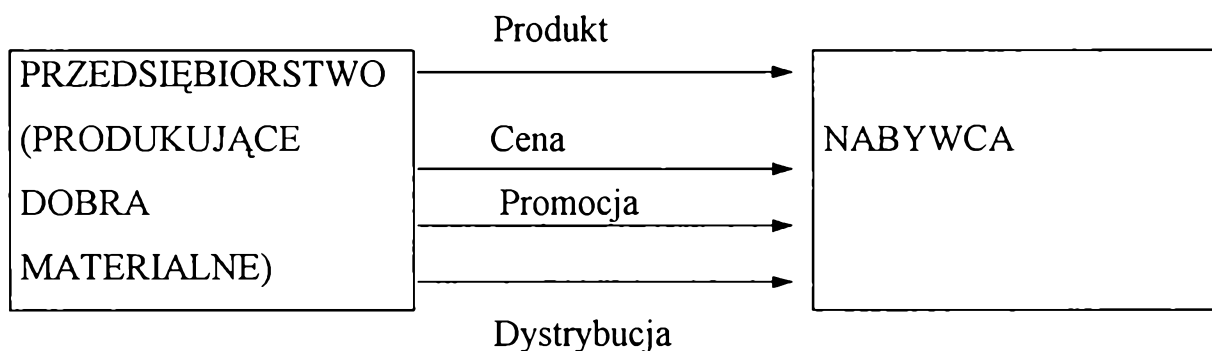 Produkt
PRZEDSIĘBIORSTWO
(PRODUKUJĄCE
Cena
NABYWCA
DOBRA
Promocja
MATERIALNE)
Dystrybucja